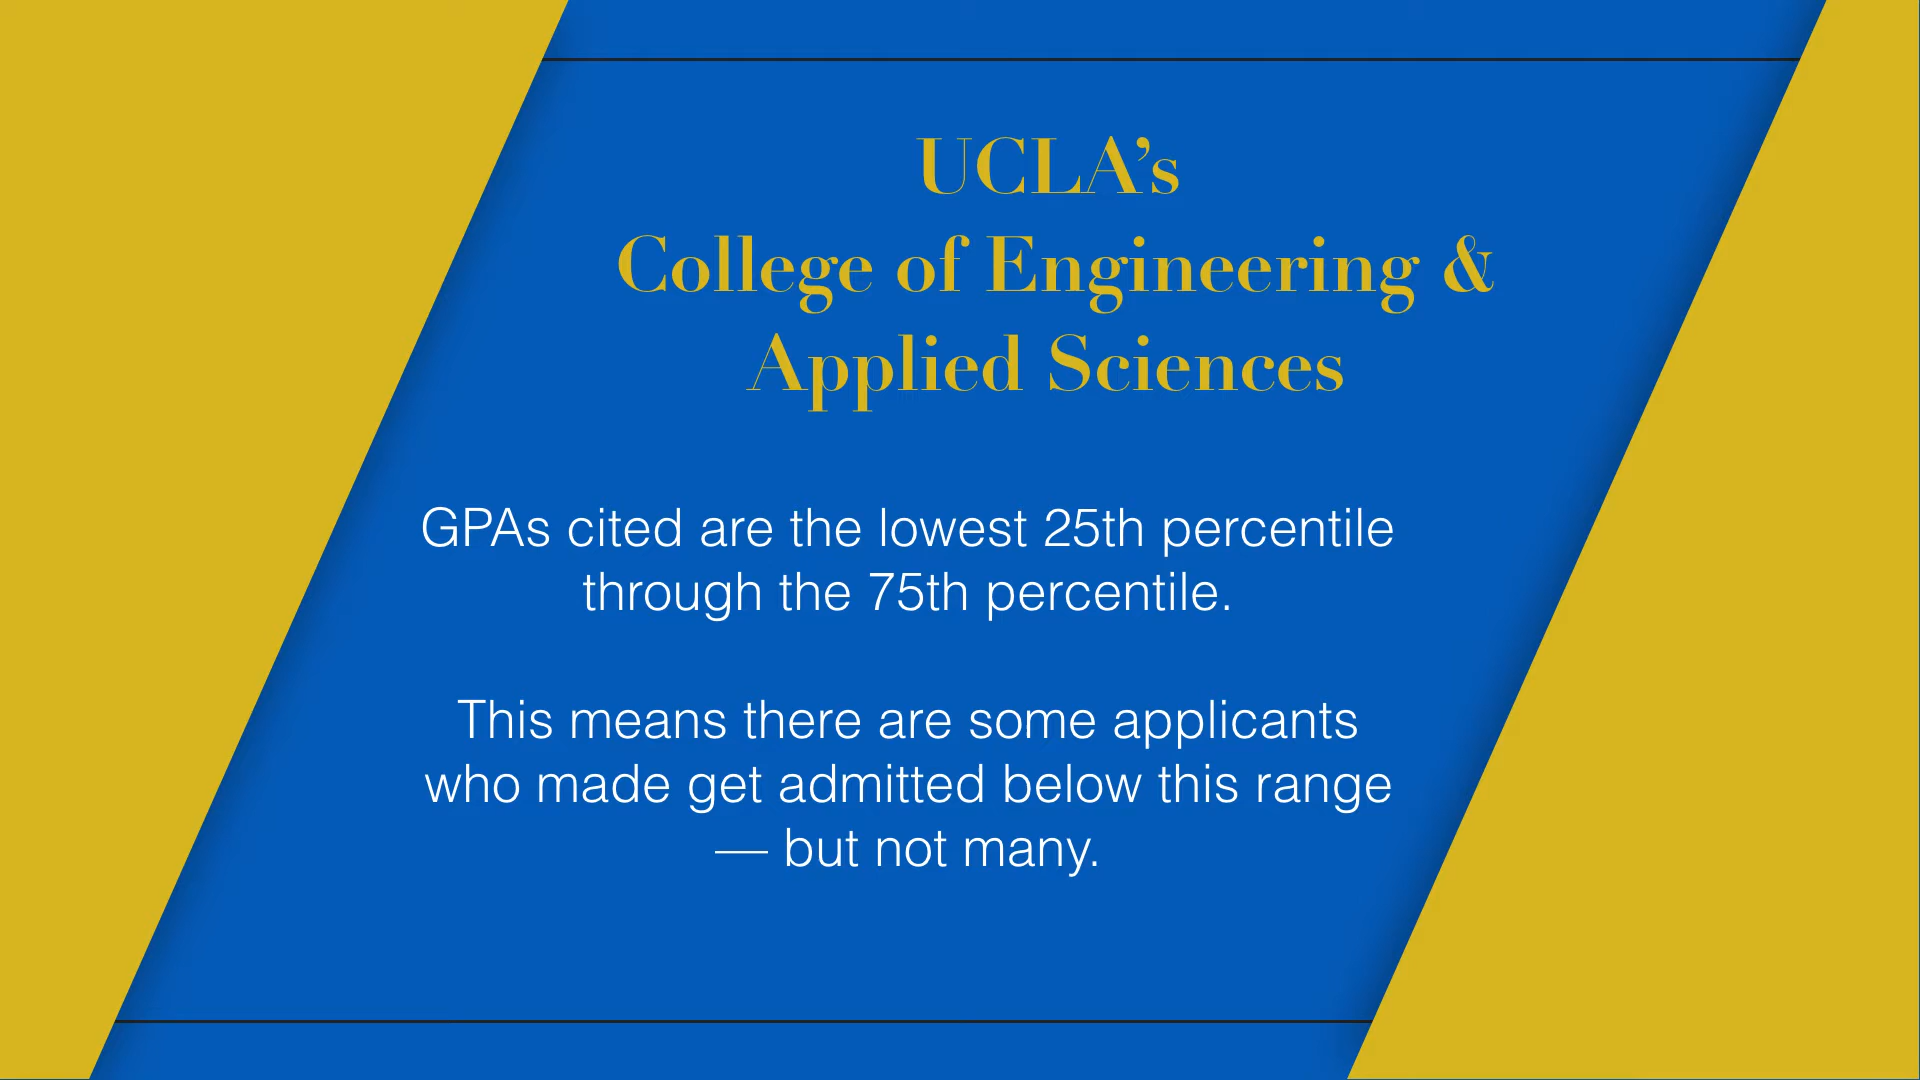 UCLA’s
College of Engineering &
Applied Sciences
GPAs cited are the lowest 25th percentile
through the 75th percentile.
This means there are some applicants
who made get admitted below this range
— but not many.